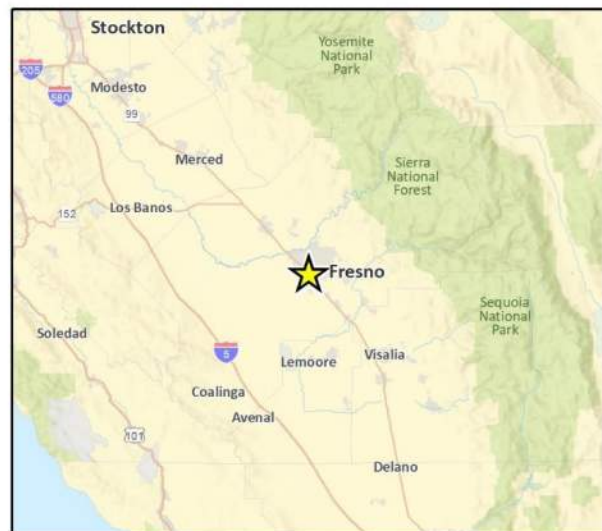 Stockton
Yosemite
National
Park
205
580
Modesto
99
Merced
Sierra
National
Forest
152
Los Banos
Fresno
Sequoia
National
Park
Soledad
5
Lemoore
Visalia
Coalinga
Avenal
101
Delano